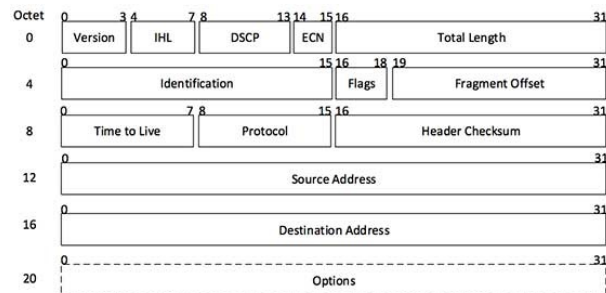 Octet 0 3 4 7 8 13 14 15 16 31
0 Version IHL DSCP ECN Total Length
0 15 16 18 19 31
4 Identification Flags Fragment Offset
0 7 8 15 16 31
8 Time to Live Protocol Header Checksum
0 31
12 Source Address
0 31
16 Destination Address
0 31
20 Options